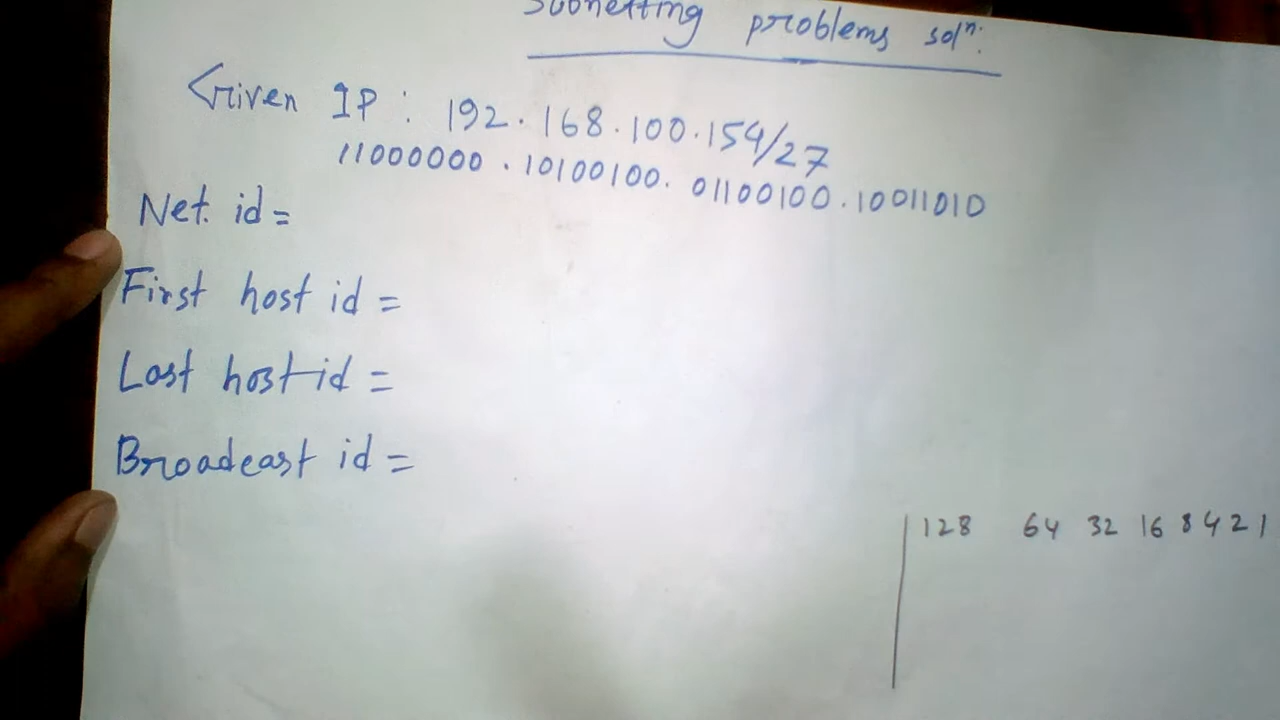 Subnetting problems solⁿ:
Given IP : 192.168.100.154/27
11000000 . 10100100. 01100100 .10011010
Net. id =
First host id =
Last host id =
Broadcast id =
128 64 32 16 8 4 2 1